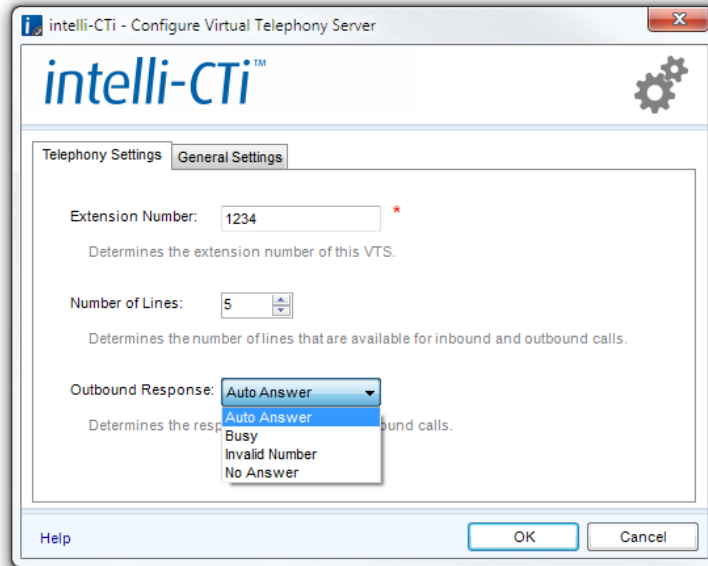 intelli-CTi - Configure Virtual Telephony Server
intelli-CTi™
Telephony Settings
General Settings
Extension Number:
1234
*
Determines the extension number of this VTS.
Number of Lines:
5
Determines the number of lines that are available for inbound and outbound calls.
Outbound Response:
Auto Answer
Auto Answer
Determines the resp
und calls.
Busy
Invalid Number
No Answer
Help
OK
Cancel